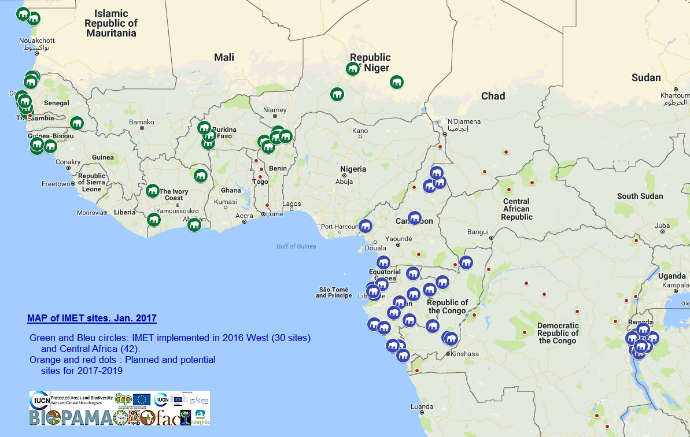 Islamic
Republic of
Mauritania
Nouakchott
نواكشوط
Mali
Republic
of Niger
Chad
Sudan
Khartoum
Senegal
The Gambia
Guinea-Bissau
Bamako
Burkina
Faso
Niamey
Kano
N'Djamena
إنجامينا
Guinea
Conakry
Freetown
Republic
of Sierra
Leone
Monrovia
Liberia
The Ivory
Coast
Yamoussoukro
Ghana
Kumasi
Accra
Benin
Togo
Lomé
Lagos
Nigeria
Abuja
Port Harcourt
Gulf of Guinea
Cameroon
Douala
Yaounde
Central
African
Republic
Bangui
South Sudan
Juba
Equatorial
Guinea
São Tomé
and Príncipe
Libreville
Republic of
the Congo
Kinshasa
Democratic
Republic of
the Congo
Uganda
Kampala
Rwanda
Luanda
MAP of IMET sites. Jan. 2017
Green and Bleu circles: IMET implemented in 2016 West (30 sites)
and Central Africa (42).
Orange and red dots : Planned and potential
sites for 2017-2019
IUCN
BIOPAMA